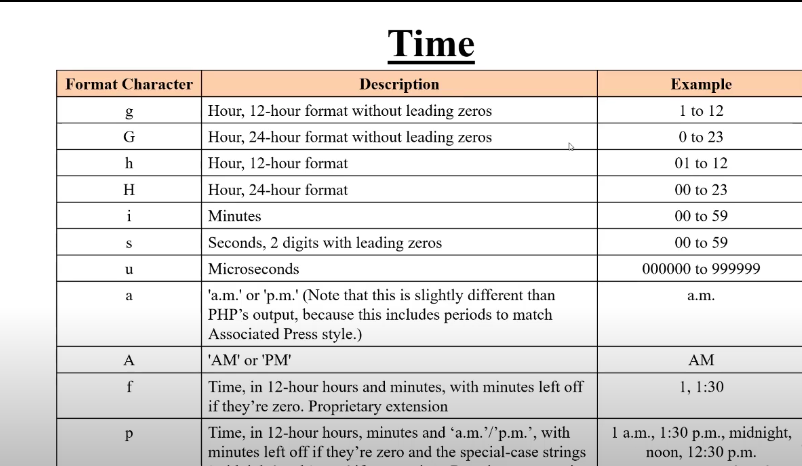 Time
Format Character Description Example
g Hour, 12-hour format without leading zeros 1 to 12
G Hour, 24-hour format without leading zeros 0 to 23
h Hour, 12-hour format 01 to 12
H Hour, 24-hour format 00 to 23
i Minutes 00 to 59
s Seconds, 2 digits with leading zeros 00 to 59
u Microseconds 000000 to 999999
a 'a.m.' or 'p.m.' (Note that this is slightly different than a.m.
PHP’s output, because this includes periods to match
Associated Press style.)
A 'AM' or 'PM' AM
f Time, in 12-hour hours and minutes, with minutes left off 1, 1:30
if they’re zero. Proprietary extension
p Time, in 12-hour hours, minutes and ‘a.m.’/’p.m.’, with 1 a.m., 1:30 p.m., midnight,
minutes left off if they’re zero and the special-case strings noon, 12:30 p.m.